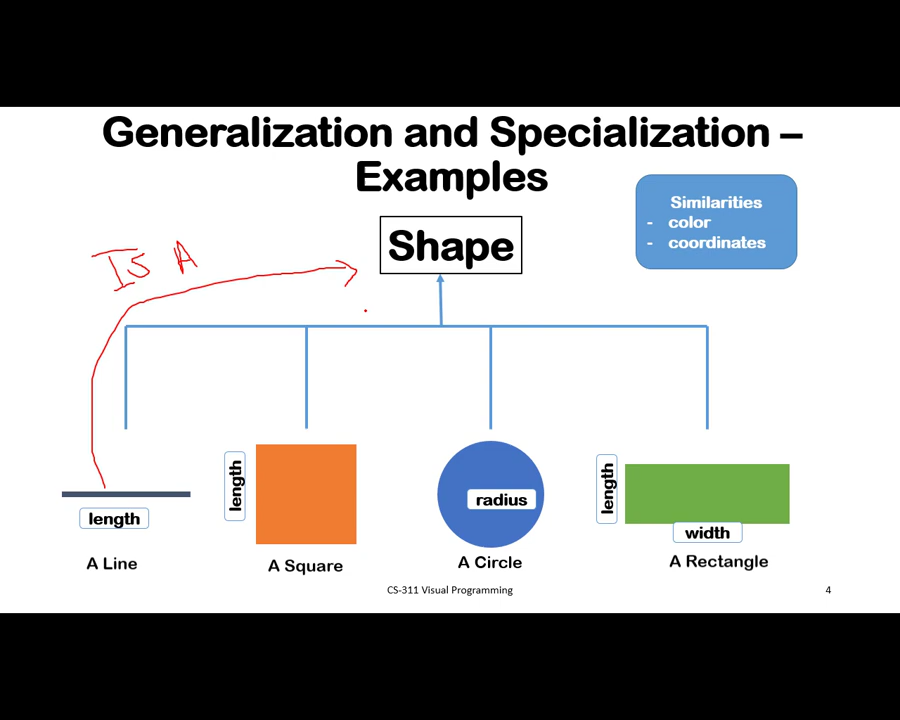 Generalization and Specialization –
Examples
Similarities
- color
- coordinates
Shape
IS A
length
length
radius
length
width
A Line
A Square
A Circle
A Rectangle
CS-311 Visual Programming
4